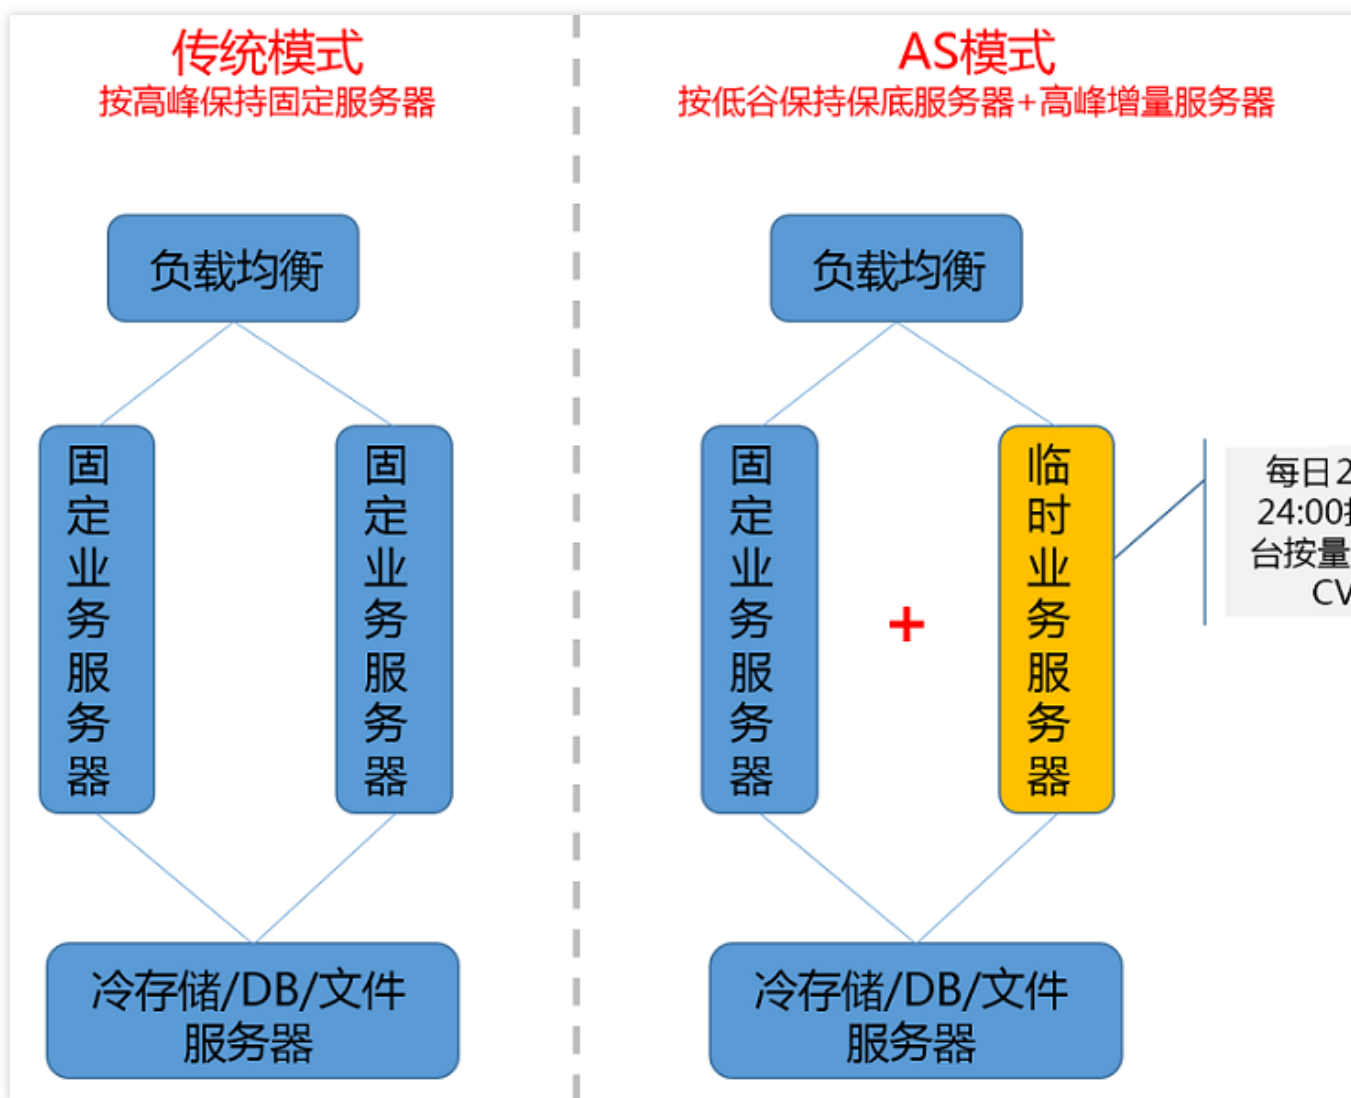 传统模式
按高峰保持固定服务器
负载均衡
固定业务服务器
固定业务服务器
冷存储/DB/文件
服务器
AS模式
按低谷保持保底服务器+高峰增量服务器
负载均衡
固定业务服务器
+
临时业务服务器
每日2
24:00
台按量
CV
冷存储/DB/文件
服务器